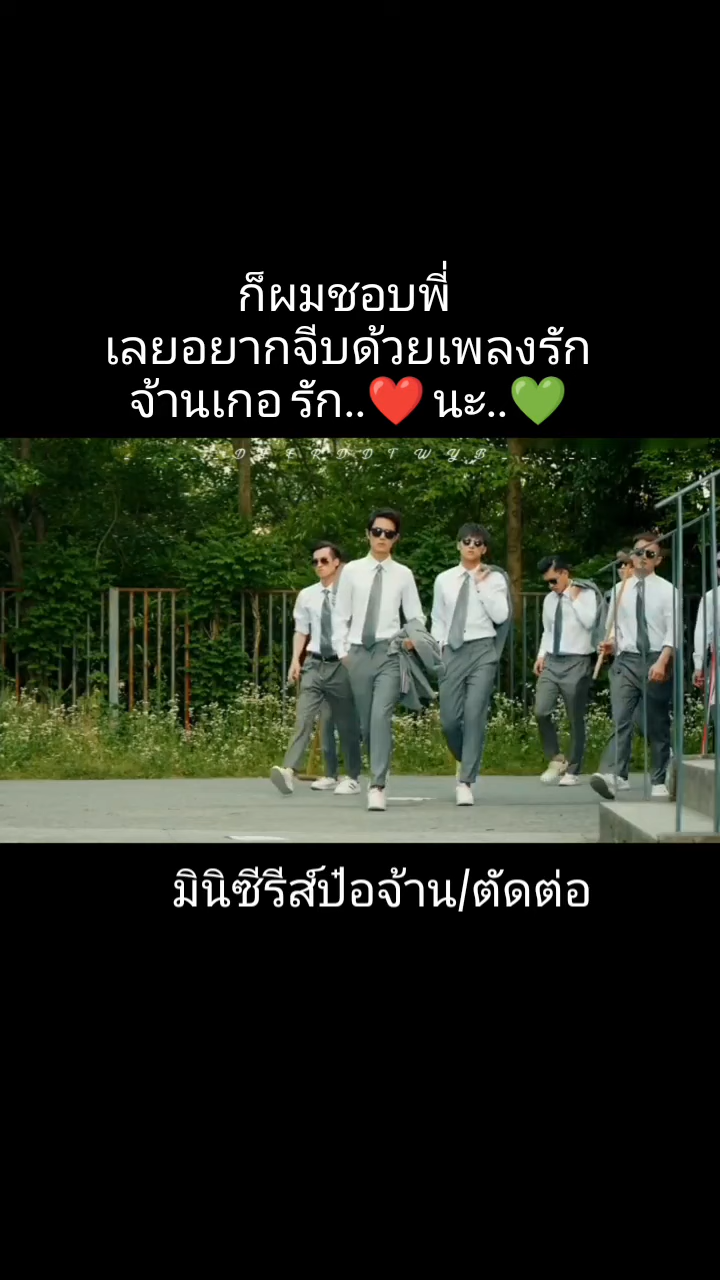 ก็ผมชอบพี่
เลยอยากจีบด้วยเพลงรัก
จ้านเกอ รัก..❤️ นะ..💚
มินิซีรีส์ป๋อจ้าน/ตัดต่อ